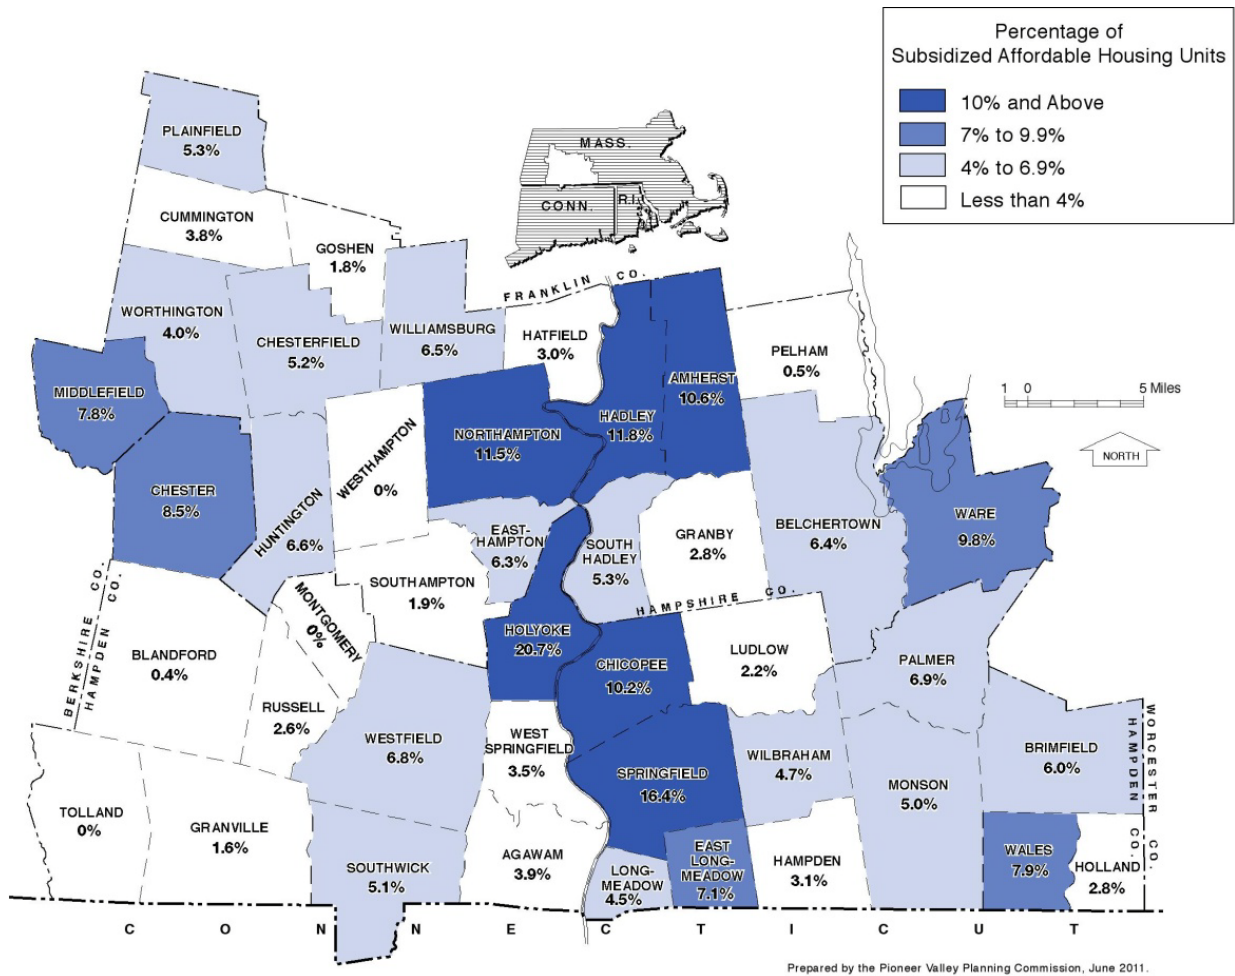 Percentage of
Subsidized Affordable Housing Units
10% and Above
7% to 9.9%
4% to 6.9%
Less than 4%
PLAINFIELD
5.3%
MASS.
CONN.
R.I.
CUMMINGTON
3.8%
GOSHEN
1.8%
FRANKLIN CO.
WORTHINGTON
4.0%
CHESTERFIELD
5.2%
WILLIAMSBURG
6.5%
HATFIELD
3.0%
PELHAM
0.5%
AMHERST
10.6%
MIDDLEFIELD
7.8%
1 0 5 Miles
NORTH
HADLEY
11.8%
NORTHAMPTON
11.5%
WESTHAMPTON
0%
CHESTER
8.5%
HUNTINGTON
6.6%
EAST-
HAMPTON
6.3%
SOUTH
HADLEY
5.3%
GRANBY
2.8%
BELCHERTOWN
6.4%
WARE
9.8%
SOUTHAMPTON
1.9%
MONTGOMERY
0%
HAMPSHIRE CO.
BERKSHIRE CO.
HAMPDEN CO.
BLANDFORD
0.4%
HOLYOKE
20.7%
CHICOPEE
10.2%
LUDLOW
2.2%
PALMER
6.9%
RUSSELL
2.6%
WESTFIELD
6.8%
WEST
SPRINGFIELD
3.5%
SPRINGFIELD
16.4%
WILBRAHAM
4.7%
MONSON
5.0%
BRIMFIELD
6.0%
WORCESTER CO.
HAMPDEN CO.
TOLLAND
0%
GRANVILLE
1.6%
SOUTHWICK
5.1%
AGAWAM
3.9%
LONG-
MEADOW
4.5%
EAST
LONG-
MEADOW
7.1%
HAMPDEN
3.1%
WALES
7.9%
HOLLAND
2.8%
CONNECTICUT
Prepared by the Pioneer Valley Planning Commission, June 2011.